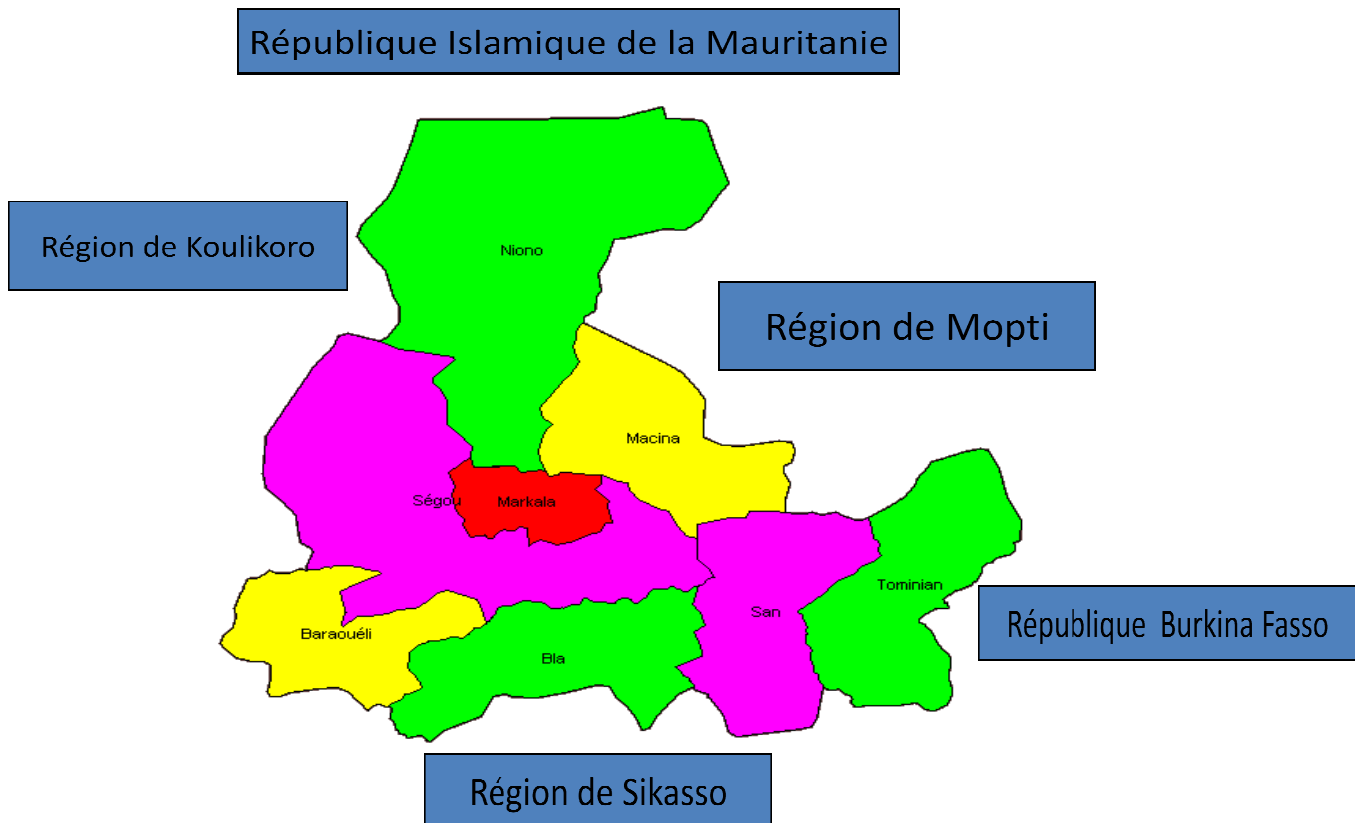 République Islamique de la Mauritanie
Région de Koulikoro
Niono
Région de Mopti
Macina
Ségou
Markala
Tominian
San
République  Burkina Fasso
Baraouéli
Bla
Région de Sikasso